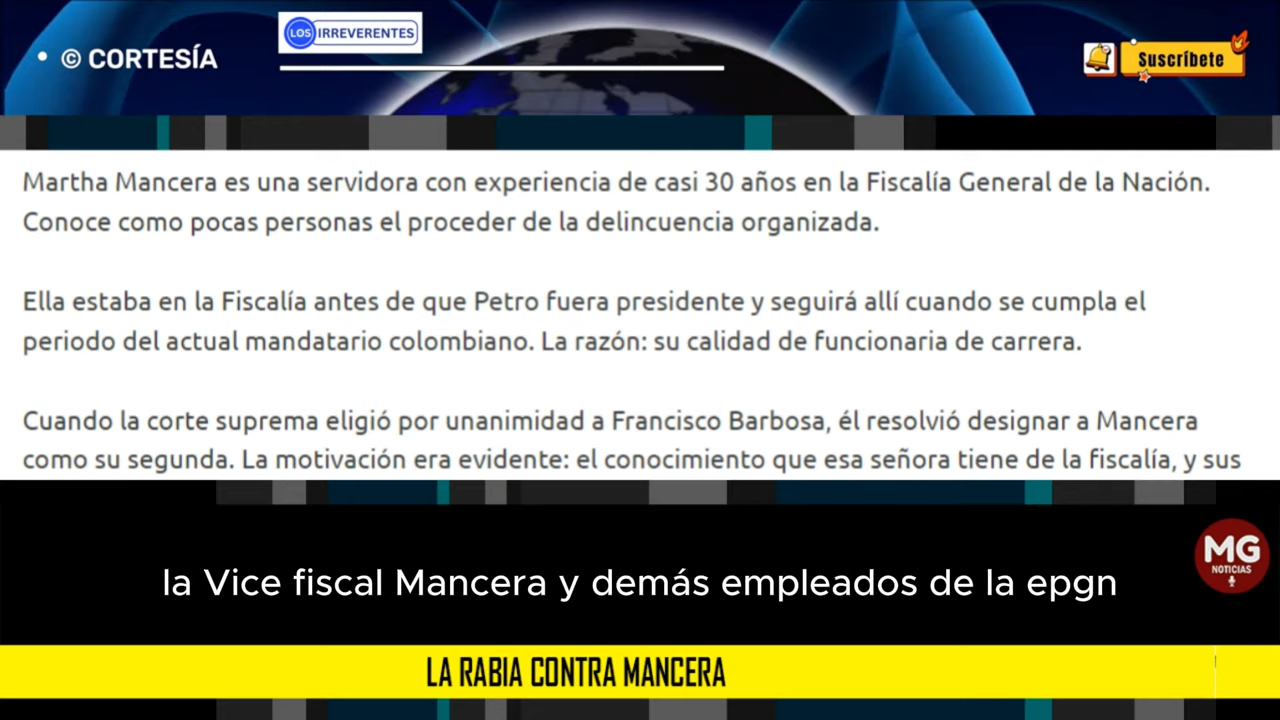 © CORTESÍA
LOS IRREVERENTES
Suscríbete
Martha Mancera es una servidora con experiencia de casi 30 años en la Fiscalía General de la Nación.
Conoce como pocas personas el proceder de la delincuencia organizada.
Ella estaba en la Fiscalía antes de que Petro fuera presidente y seguirá allí cuando se cumpla el
periodo del actual mandatario colombiano. La razón: su calidad de funcionaria de carrera.
Cuando la corte suprema eligió por unanimidad a Francisco Barbosa, él resolvió designar a Mancera
como su segunda. La motivación era evidente: el conocimiento que esa señora tiene de la fiscalía, y sus
MG
NOTICIAS
la Vice fiscal Mancera y demás empleados de la epgn
LA RABIA CONTRA MANCERA